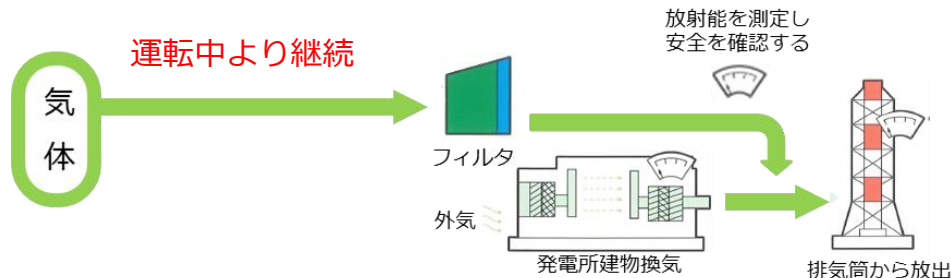 運転中より継続
放射能を測定し
安全を確認する
気
体
フィルタ
外気
発電所建物換気
排気筒から放出